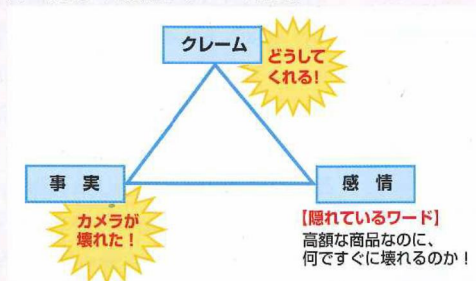 クレーム
どうして
くれる!
事 実
感 情
カメラが
壊れた!
【隠れているワード】
高額な商品なのに、
何ですぐに壊れるのか!